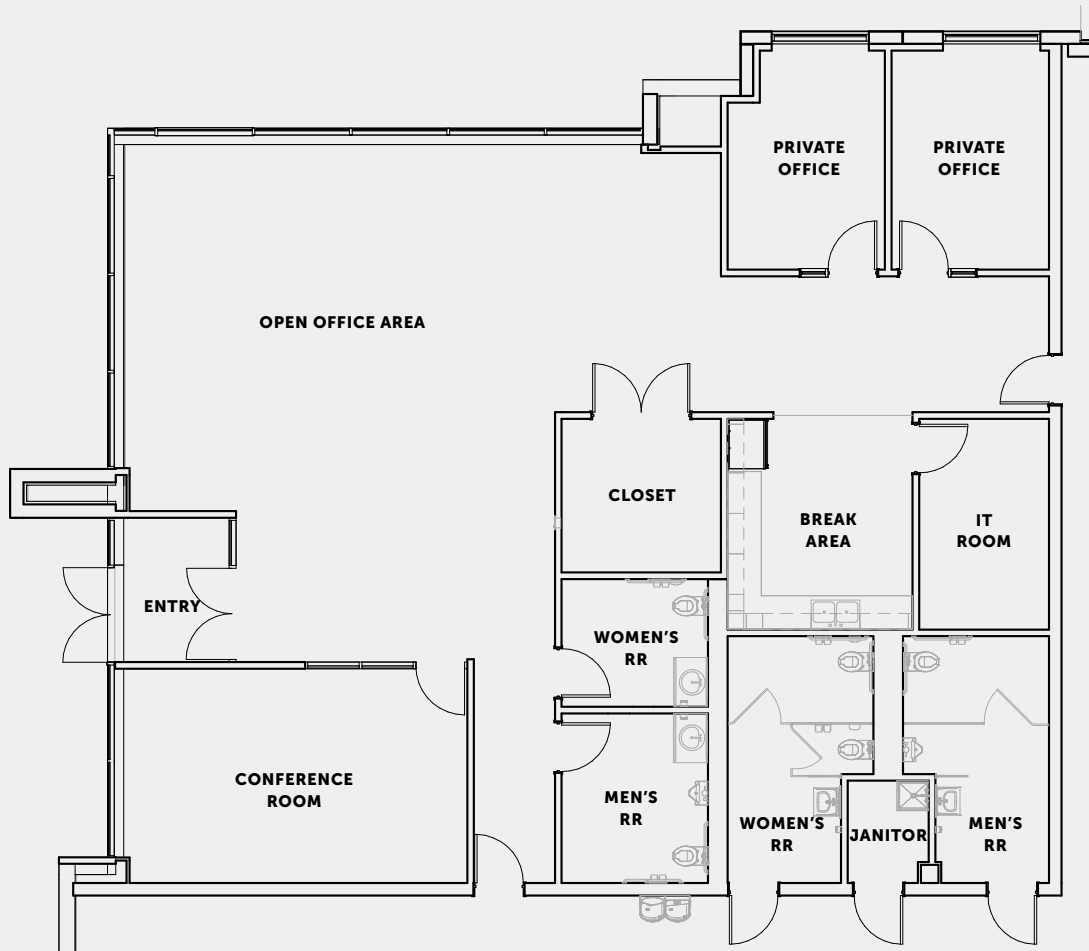 PRIVATE
OFFICE
PRIVATE
OFFICE
OPEN OFFICE AREA
CLOSET
BREAK
AREA
IT
ROOM
ENTRY
WOMEN'S
RR
CONFERENCE
ROOM
MEN'S
RR
WOMEN'S
RR
JANITOR
MEN'S
RR